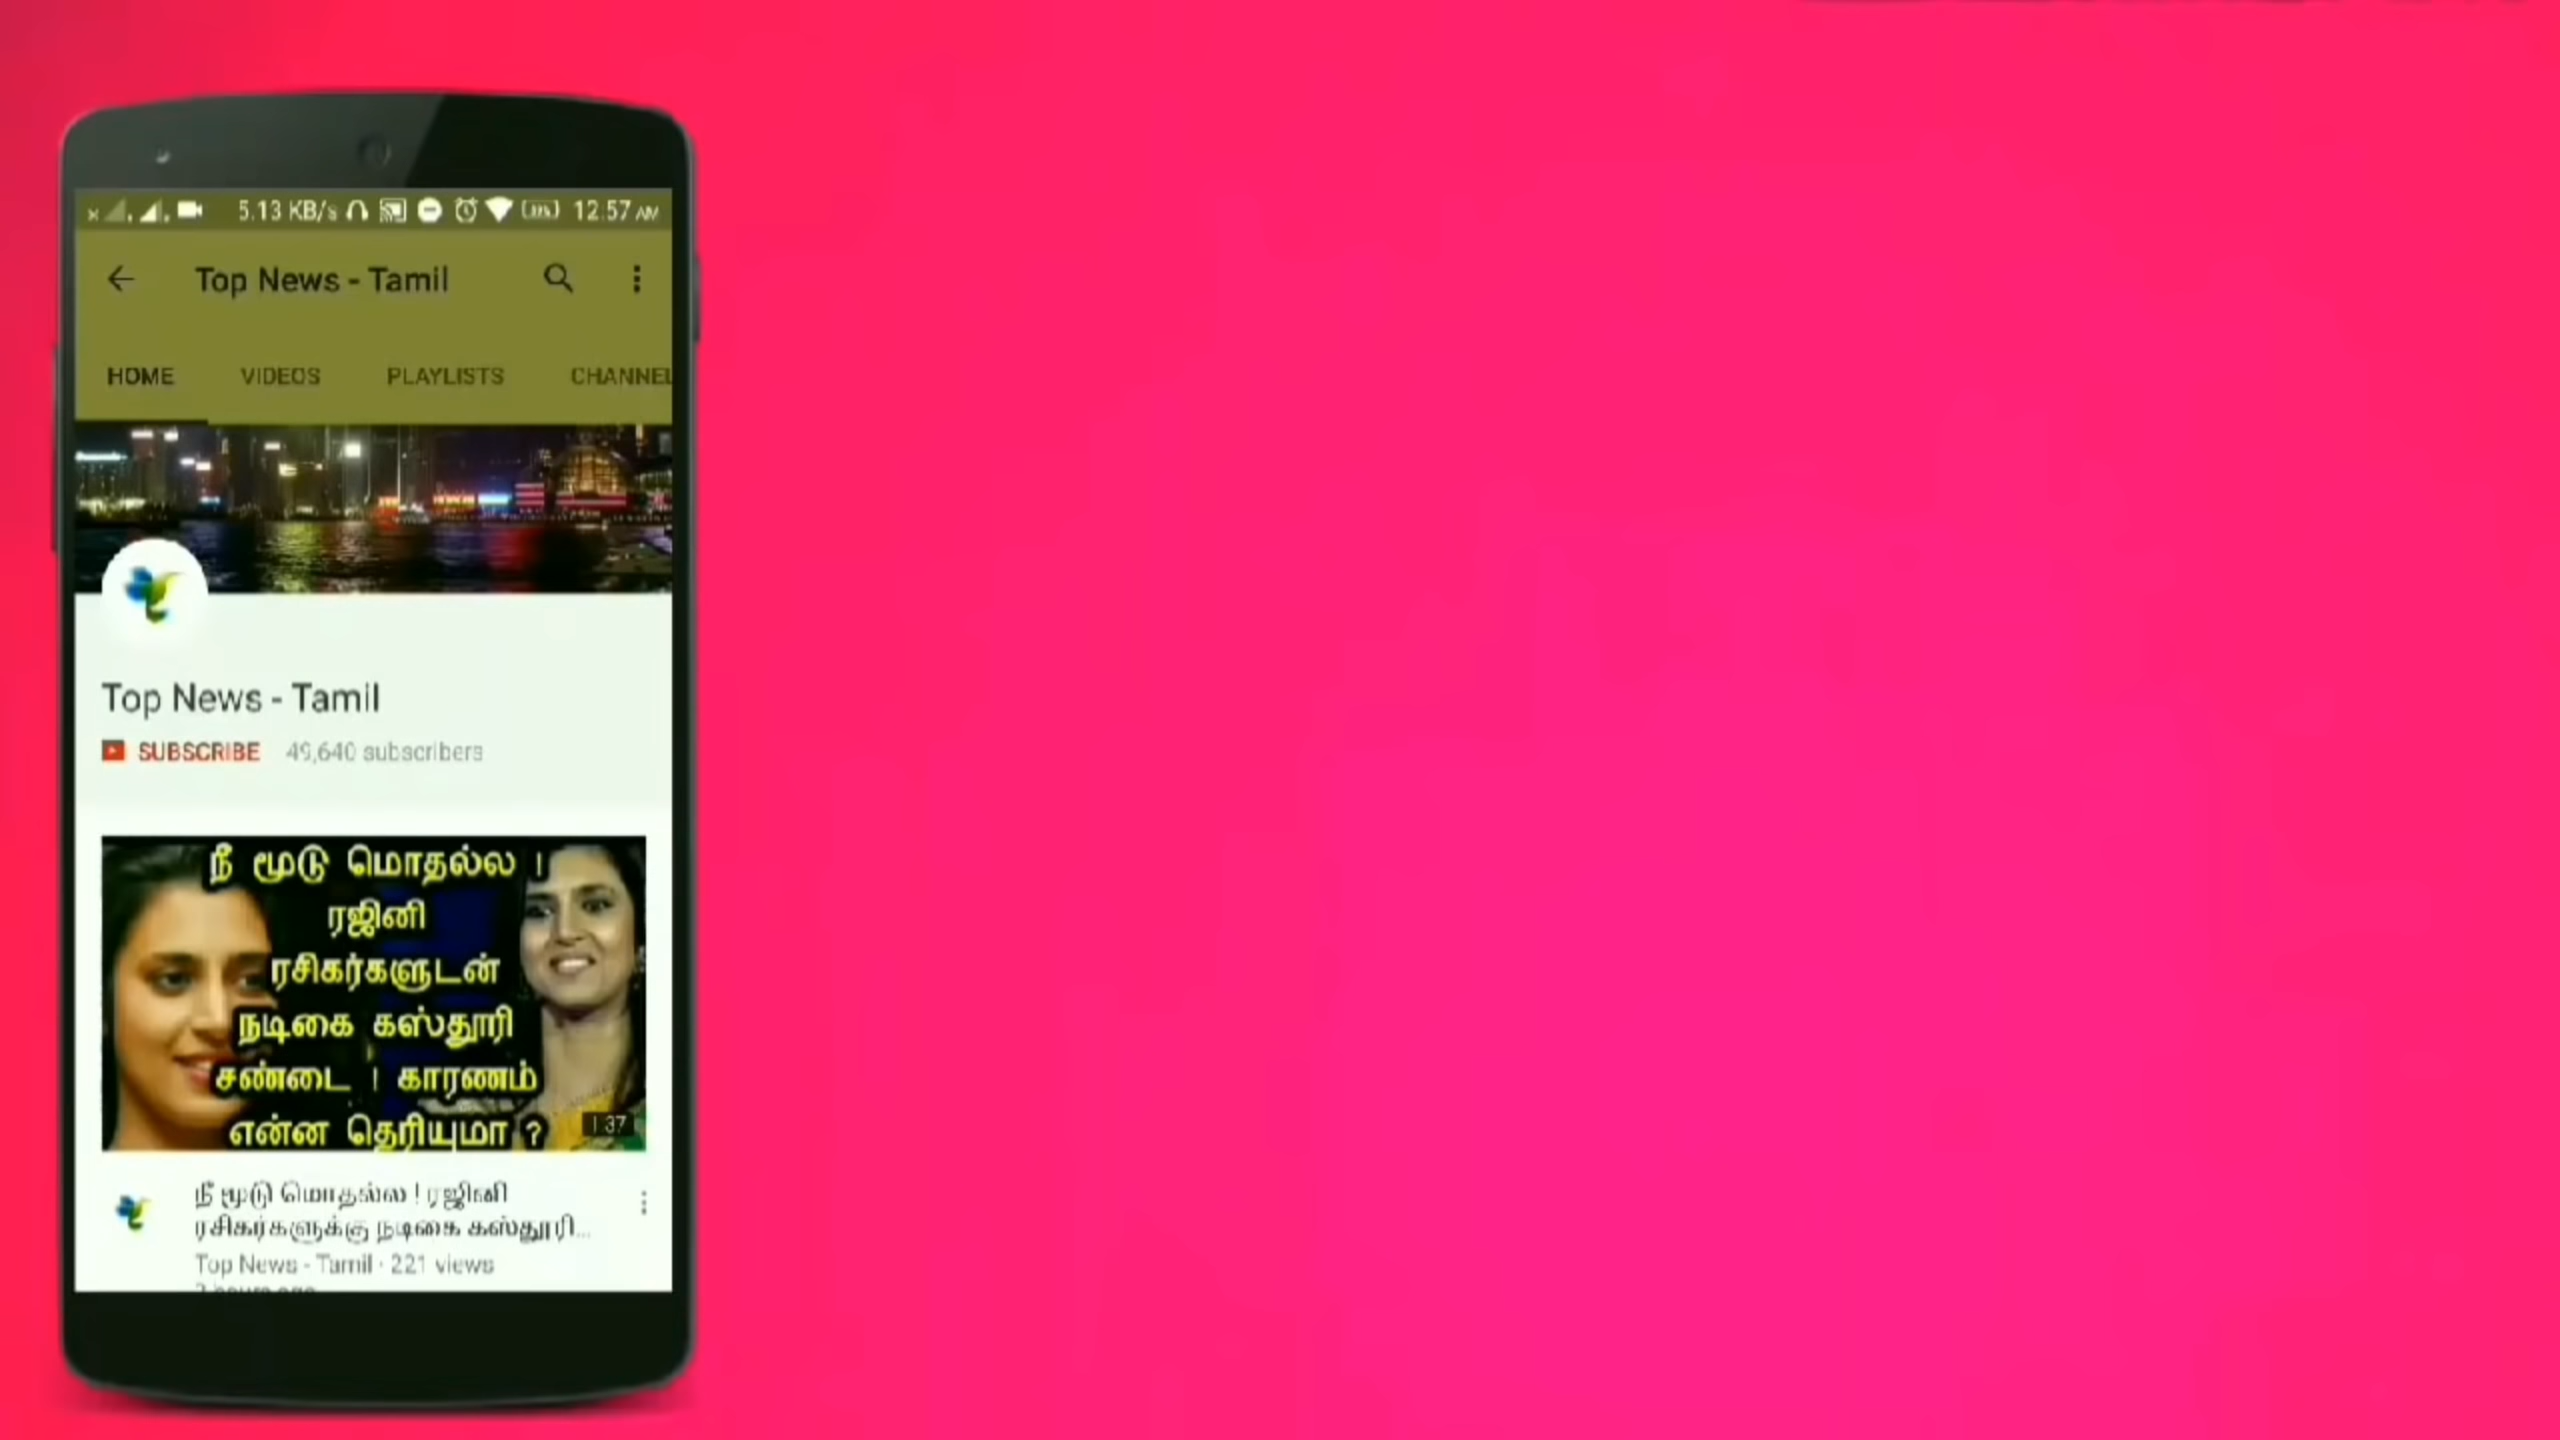 5.13 KB/s 12.57 AM
Top News - Tamil
HOME VIDEOS PLAYLISTS CHANNEL
Top News - Tamil
SUBSCRIBE 49,640 subscribers
நீ மூடு மொதல்ல !
ரஜினி
ரசிகர்களுடன்
நடிகை கஸ்தூரி
சண்டை ! காரணம்
என்ன தெரியுமா ?
1:37
நீ மூடு மொதல்ல ! ரஜினி
ரசிகர்களுக்கு நடிகை கஸ்தூரி...
Top News - Tamil · 221 views
hours ago